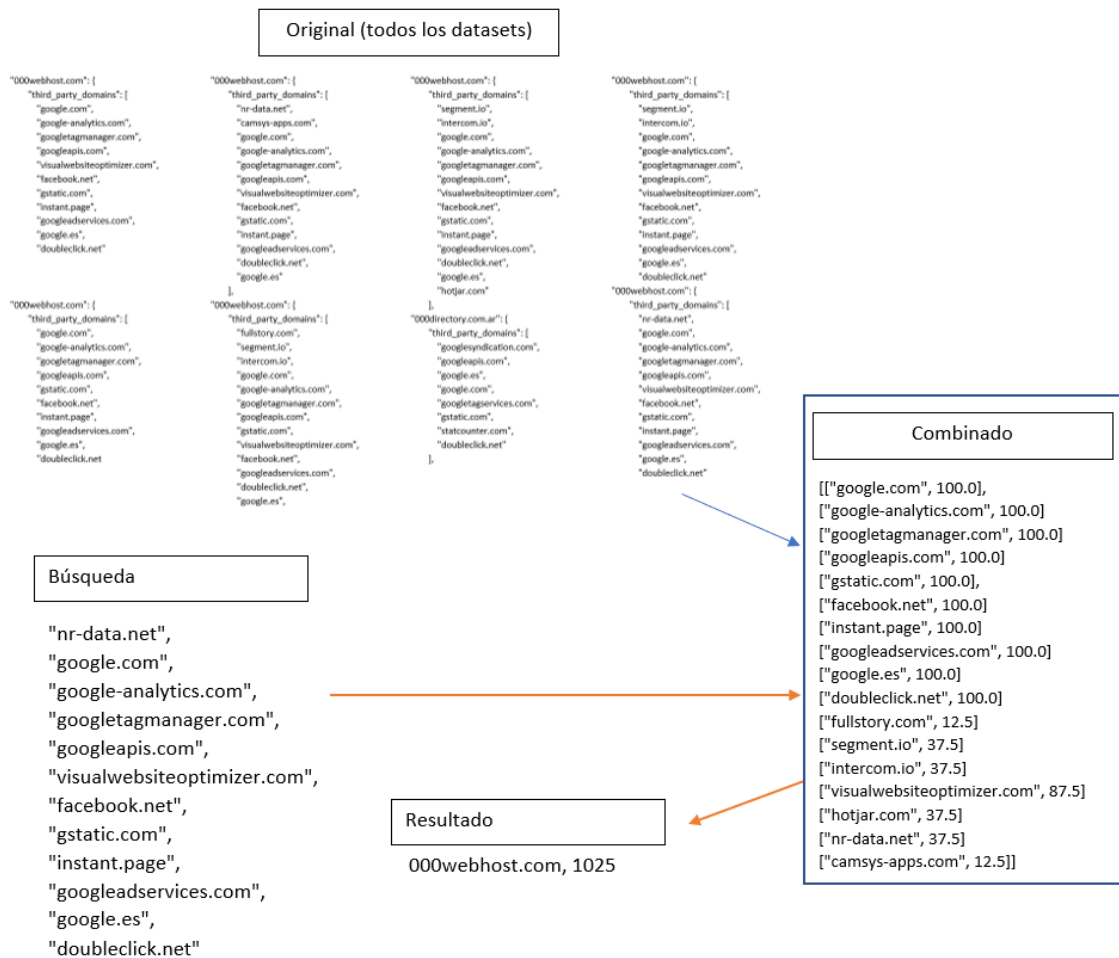 Original (todos los datasets)
"000webhost.com": {
"third_party_domains": [
"google.com",
"google-analytics.com",
"googletagmanager.com",
"googleapis.com",
"visualwebsiteoptimizer.com",
"facebook.net",
"gstatic.com",
"instant.page",
"googleadservices.com",
"google.es",
"doubleclick.net"
"000webhost.com": {
"third_party_domains": [
"nr-data.net",
"camsys-apps.com",
"google.com",
"google-analytics.com",
"googletagmanager.com",
"googleapis.com",
"visualwebsiteoptimizer.com",
"facebook.net",
"gstatic.com",
"instant.page",
"googleadservices.com",
"doubleclick.net",
"google.es"
],
"000webhost.com": {
"third_party_domains": [
"segment.io",
"intercom.io",
"google.com",
"google-analytics.com",
"googletagmanager.com",
"googleapis.com",
"visualwebsiteoptimizer.com",
"facebook.net",
"gstatic.com",
"instant.page",
"googleadservices.com",
"doubleclick.net",
"google.es",
"hotjar.com"
],
"000webhost.com": {
"third_party_domains": [
"segment.io",
"intercom.io",
"google.com",
"google-analytics.com",
"googletagmanager.com",
"googleapis.com",
"visualwebsiteoptimizer.com",
"facebook.net",
"gstatic.com",
"instant.page",
"googleadservices.com",
"google.es",
"doubleclick.net"
"000webhost.com": {
"third_party_domains": [
"google.com",
"google-analytics.com",
"googletagmanager.com",
"googleapis.com",
"gstatic.com",
"facebook.net",
"instant.page",
"googleadservices.com",
"google.es",
"doubleclick.net
"000webhost.com": {
"third_party_domains": [
"fullstory.com",
"segment.io",
"intercom.io",
"google.com",
"google-analytics.com",
"googletagmanager.com",
"googleapis.com",
"gstatic.com",
"visualwebsiteoptimizer.com",
"facebook.net",
"googleadservices.com",
"doubleclick.net",
"google.es",
"000directory.com.ar": {
"third_party_domains": [
"googlesyndication.com",
"googleapis.com",
"google.es",
"google.com",
"googletagservices.com",
"gstatic.com",
"statcounter.com",
"doubleclick.net"
],
"000webhost.com": {
"third_party_domains": [
"nr-data.net",
"google.com",
"google-analytics.com",
"googletagmanager.com",
"googleapis.com",
"visualwebsiteoptimizer.com",
"facebook.net",
"gstatic.com",
"instant.page",
"googleadservices.com",
"google.es",
"doubleclick.net"
Combinado
[["google.com", 100.0],
["google-analytics.com", 100.0]
["googletagmanager.com", 100.0]
["googleapis.com", 100.0]
["gstatic.com", 100.0],
["facebook.net", 100.0]
["instant.page", 100.0]
["googleadservices.com", 100.0]
["google.es", 100.0]
["doubleclick.net", 100.0]
["fullstory.com", 12.5]
["segment.io", 37.5]
["intercom.io", 37.5]
["visualwebsiteoptimizer.com", 87.5]
["hotjar.com", 37.5]
["nr-data.net", 37.5]
["camsys-apps.com", 12.5]]
Búsqueda
"nr-data.net",
"google.com",
"google-analytics.com",
"googletagmanager.com",
"googleapis.com",
"visualwebsiteoptimizer.com",
"facebook.net",
"gstatic.com",
"instant.page",
"googleadservices.com",
"google.es",
"doubleclick.net"
Resultado
000webhost.com, 1025